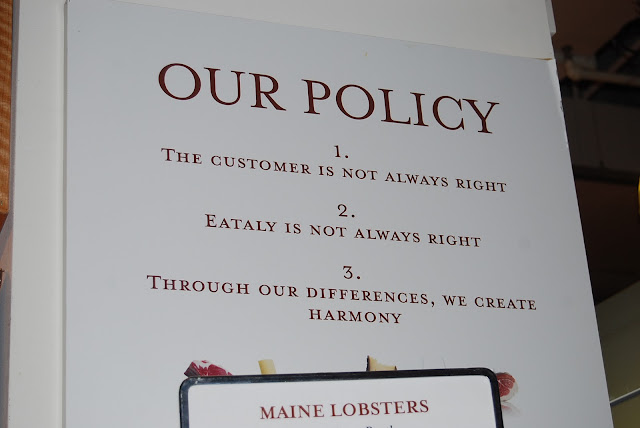 OUR POLICY
1.
THE CUSTOMER IS NOT ALWAYS RIGHT
2.
EATALY IS NOT ALWAYS RIGHT
3.
THROUGH OUR DIFFERENCES, WE CREATE
HARMONY
MAINE LOBSTERS